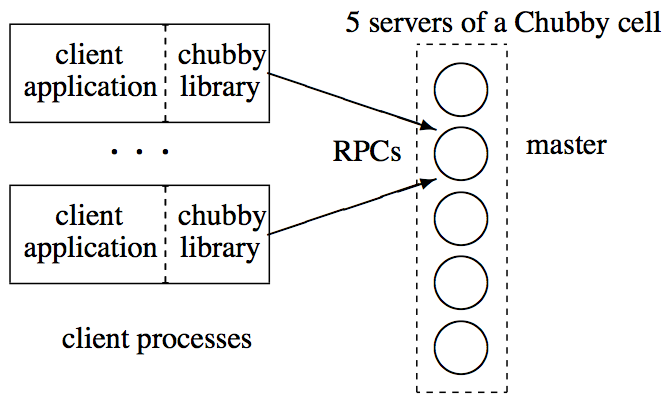 5 servers of a Chubby cell
client
application
chubby
library
. . .
RPCs
master
client
application
chubby
library
client processes